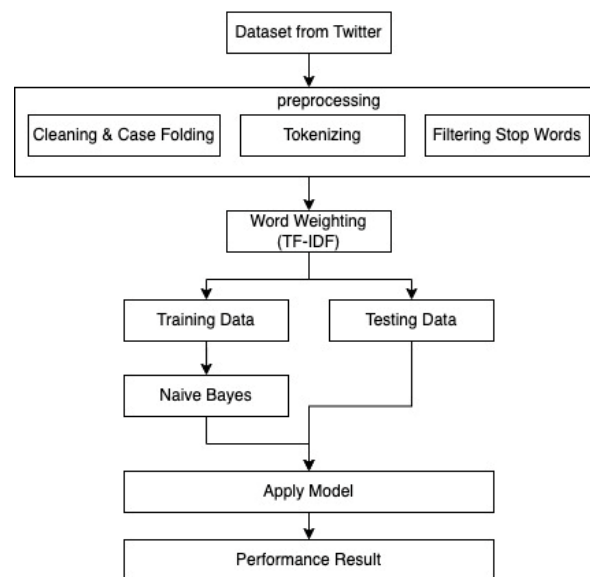 Dataset from Twitter
preprocessing
Cleaning & Case Folding
Tokenizing
Filtering Stop Words
Word Weighting
(TF-IDF)
Training Data
Testing Data
Naive Bayes
Apply Model
Performance Result